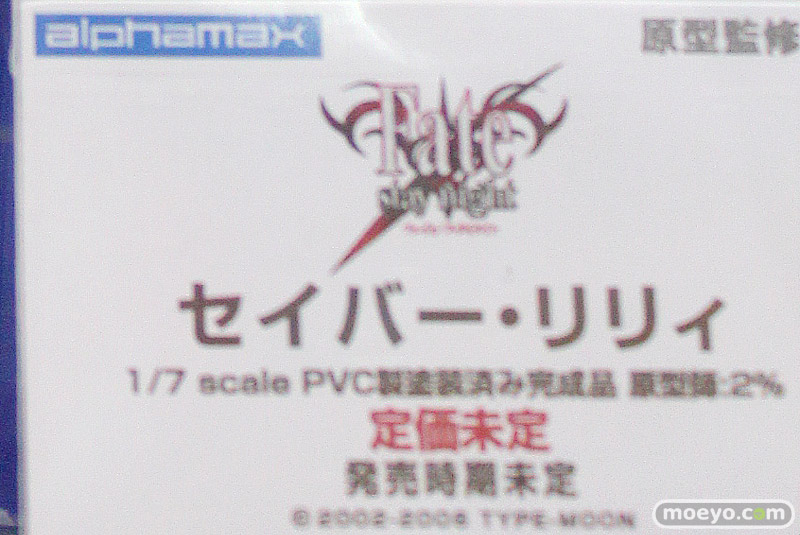 alphamax
原型監修
Fate
stay night
セイバー・リリィ
1/7 scale PVC製塗装済み完成品 原型師:2%
定価未定
発売時期未定
© 2002-2006 TYPE-MOON
moeyo.com